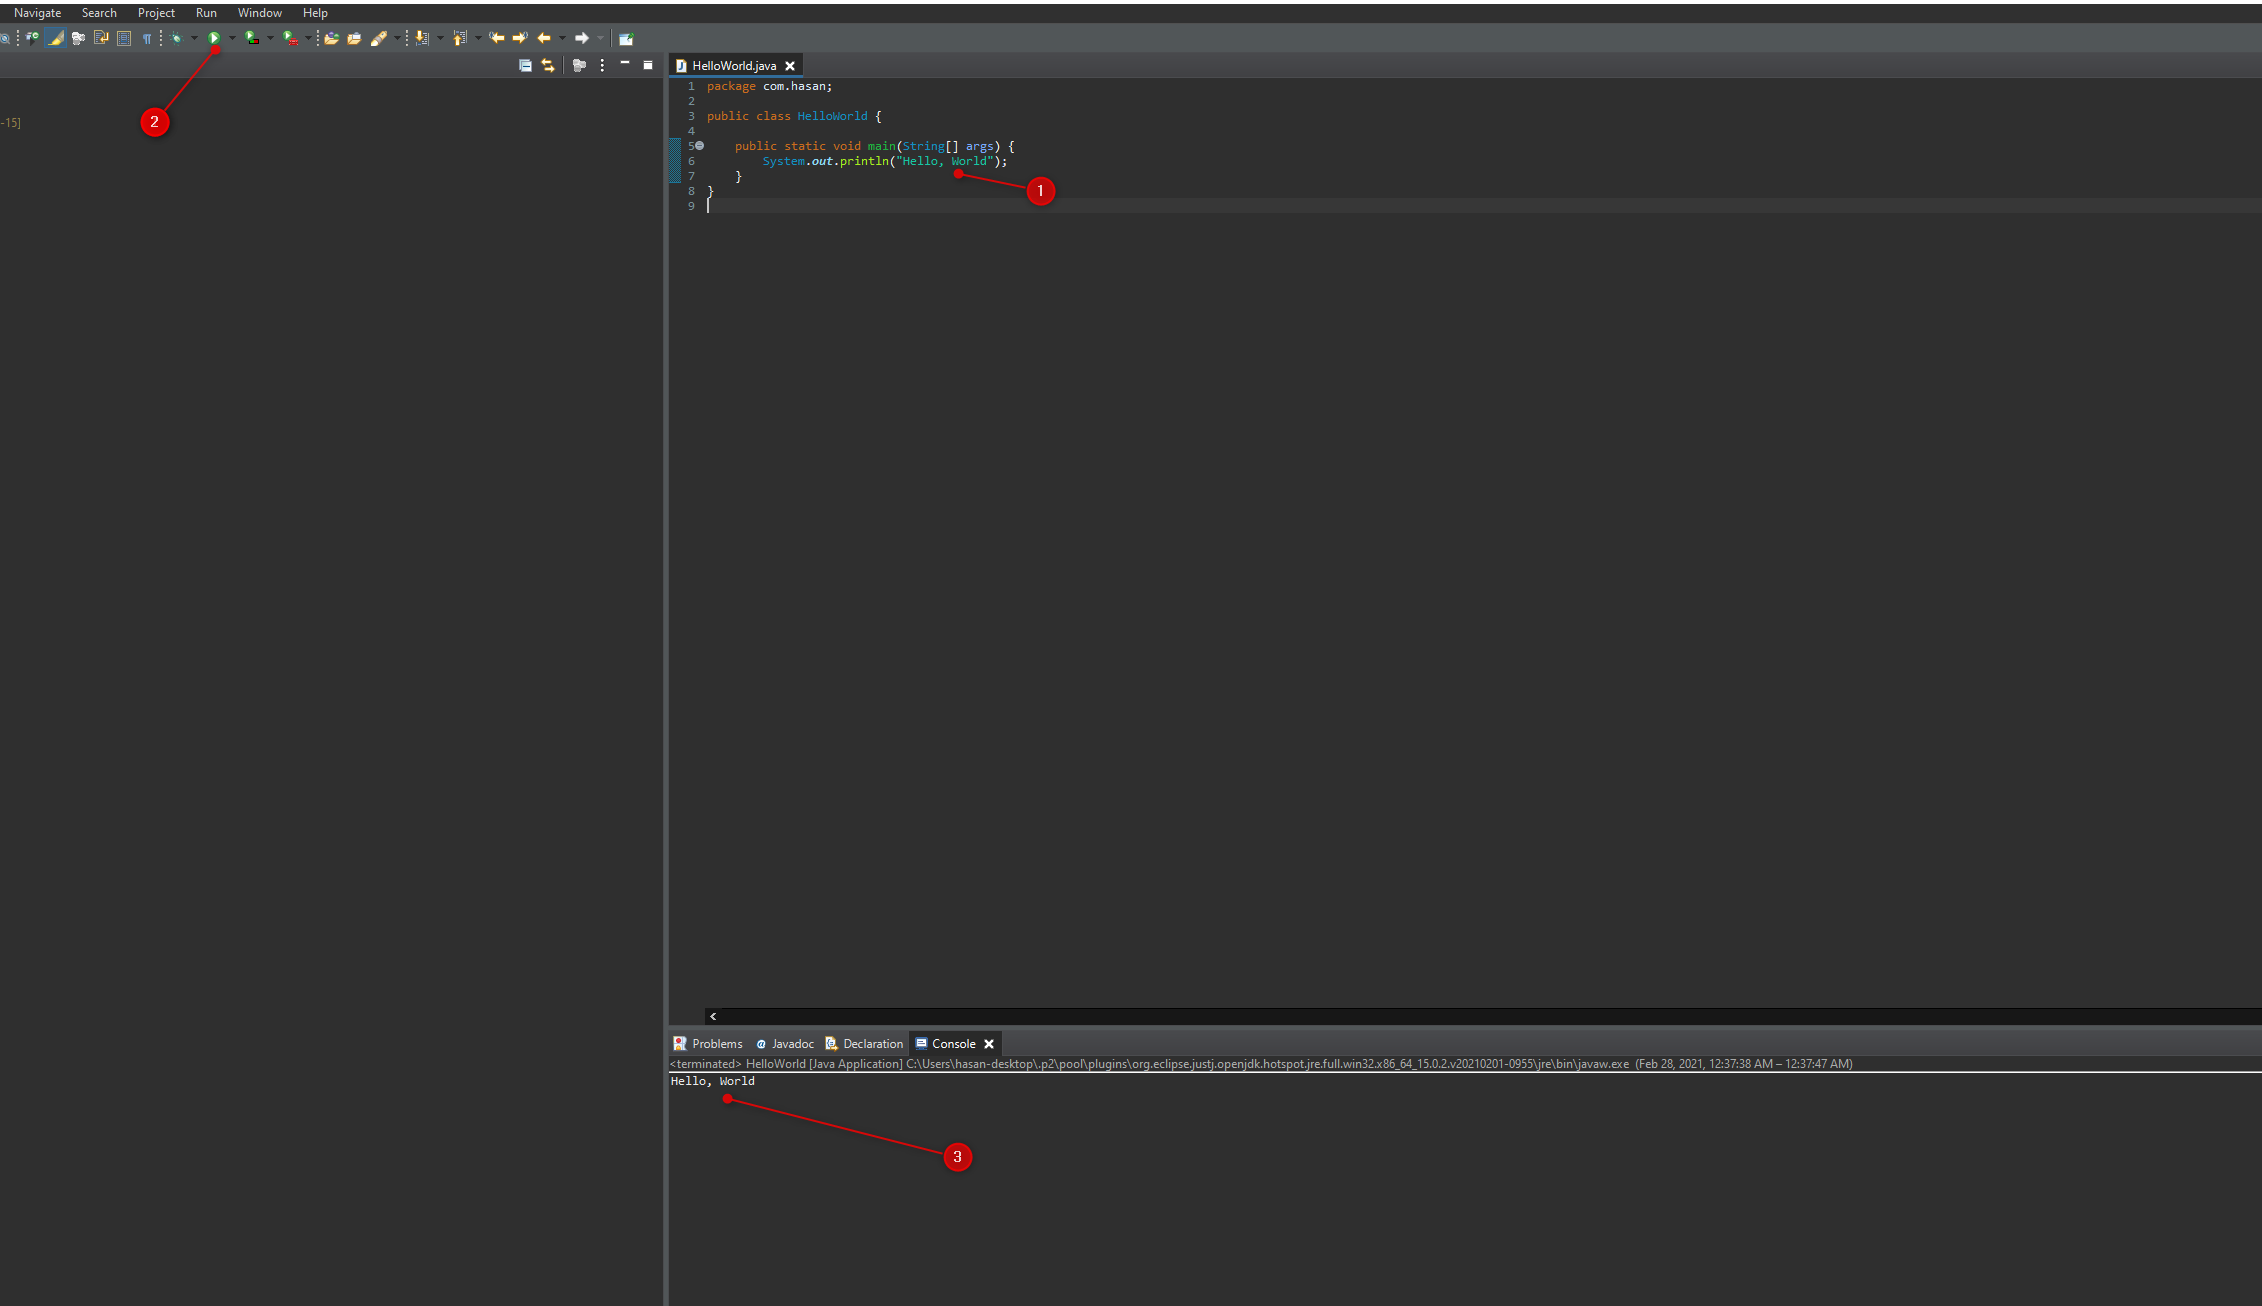 Navigate Search Project Run Window Help
HelloWorld.java
-15]
2
1 package com.hasan;
2
3 public class HelloWorld {
4
5 public static void main(String[] args) {
6 System.out.println("Hello, World");
7 }
8 }
9
1
Problems Javadoc Declaration Console
<terminated> HelloWorld [Java Application] C:\Users\hasan-desktop\.p2\pool\plugins\org.eclipse.justj.openjdk.hotspot.jre.full.win32.x86_64_15.0.2.v20210201-0955\jre\bin\javaw.exe (Feb 28, 2021, 12:37:38 AM – 12:37:47 AM)
Hello, World
3